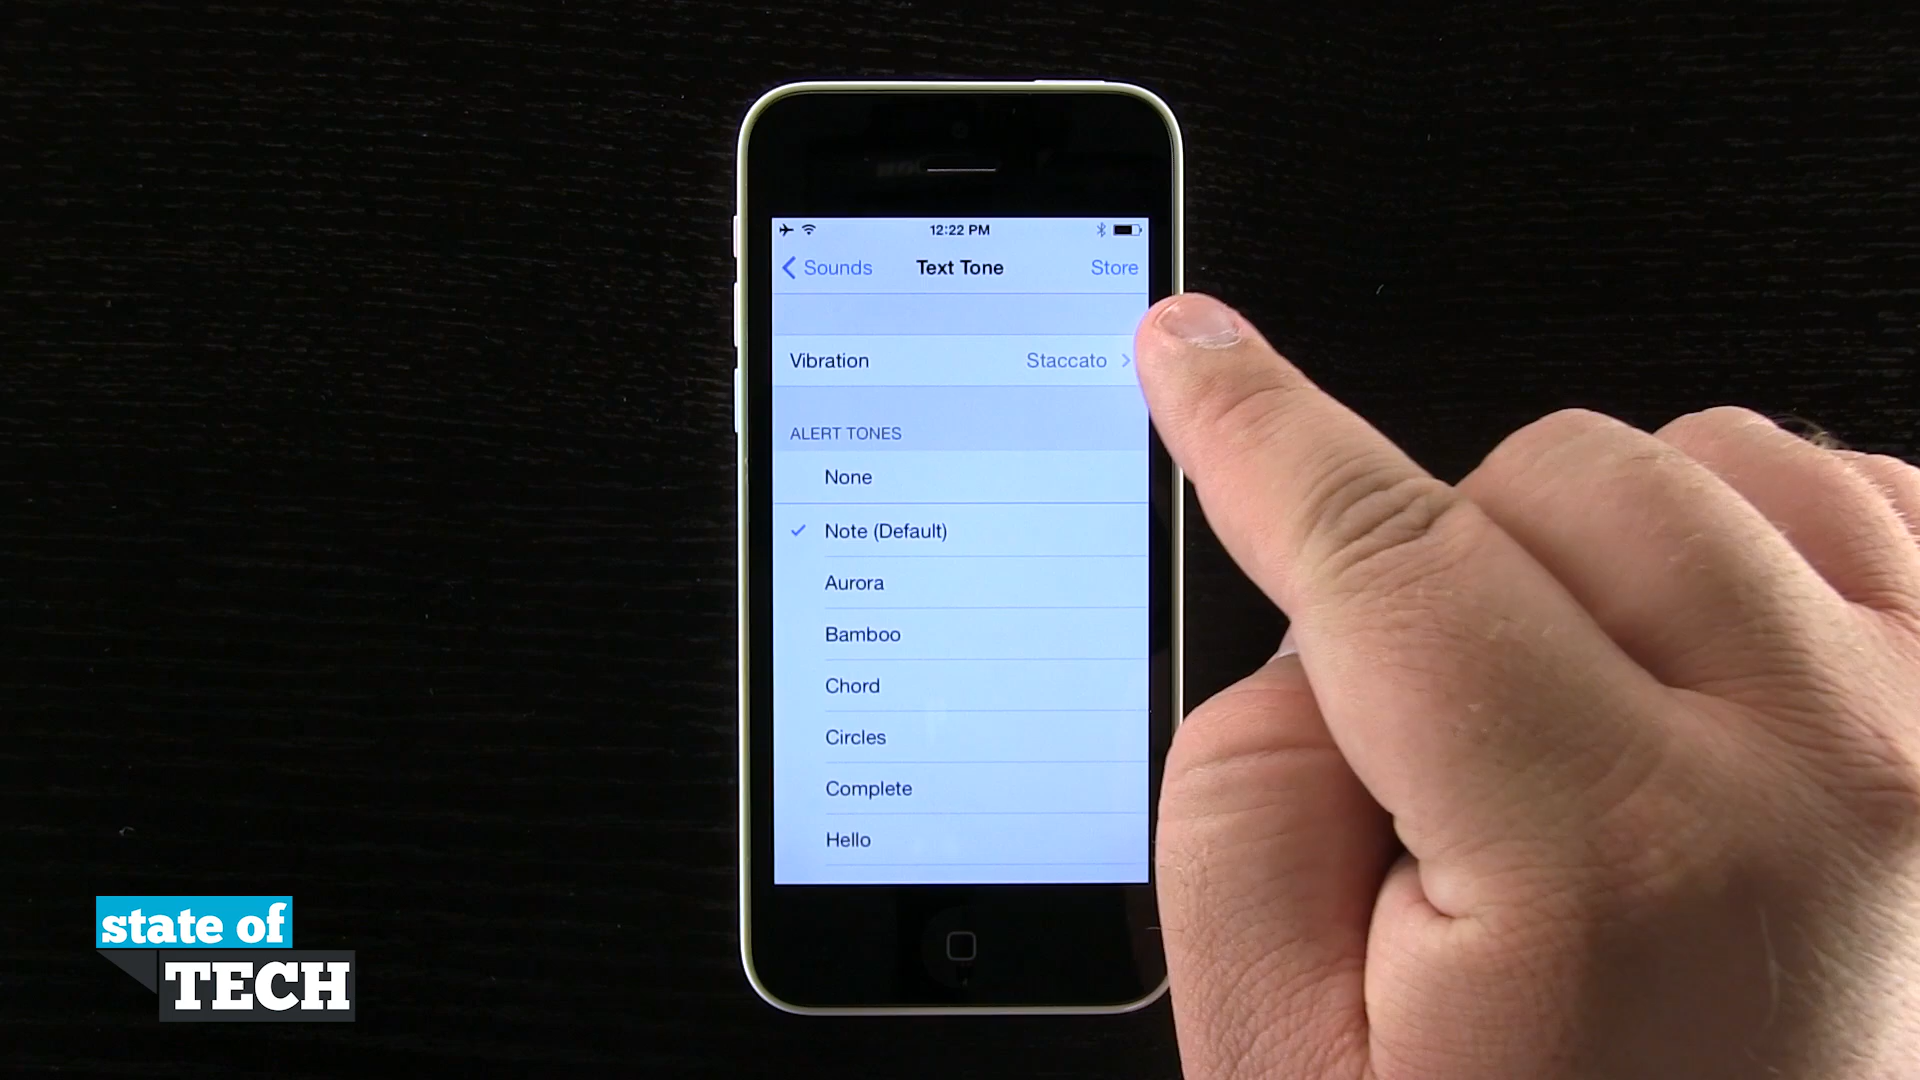 12:22 PM
Sounds Text Tone Store
Vibration Staccato
ALERT TONES
None
Note (Default)
Aurora
Bamboo
Chord
Circles
Complete
Hello
state of
TECH